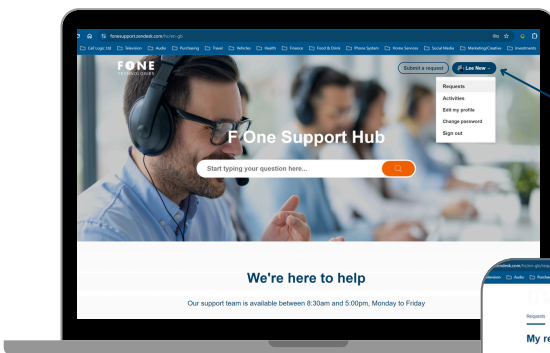 fonesupport.zendesk.com/hc/en-gb
Television
Audio
Purchasing
Travel
Vehicles
Health
Finance
Food & Drink
Phone System
Home Services
Social Media
Marketing/Creative
Investments
FONE
TECHNOLOGIES
Submit a request
Lee New
Requests
Activities
Edit my profile
Change password
Sign out
F One Support Hub
Start typing your question here...
We're here to help
Our support team is available between 8:30am and 5:00pm, Monday to Friday
Television
Audio
Requests
My re